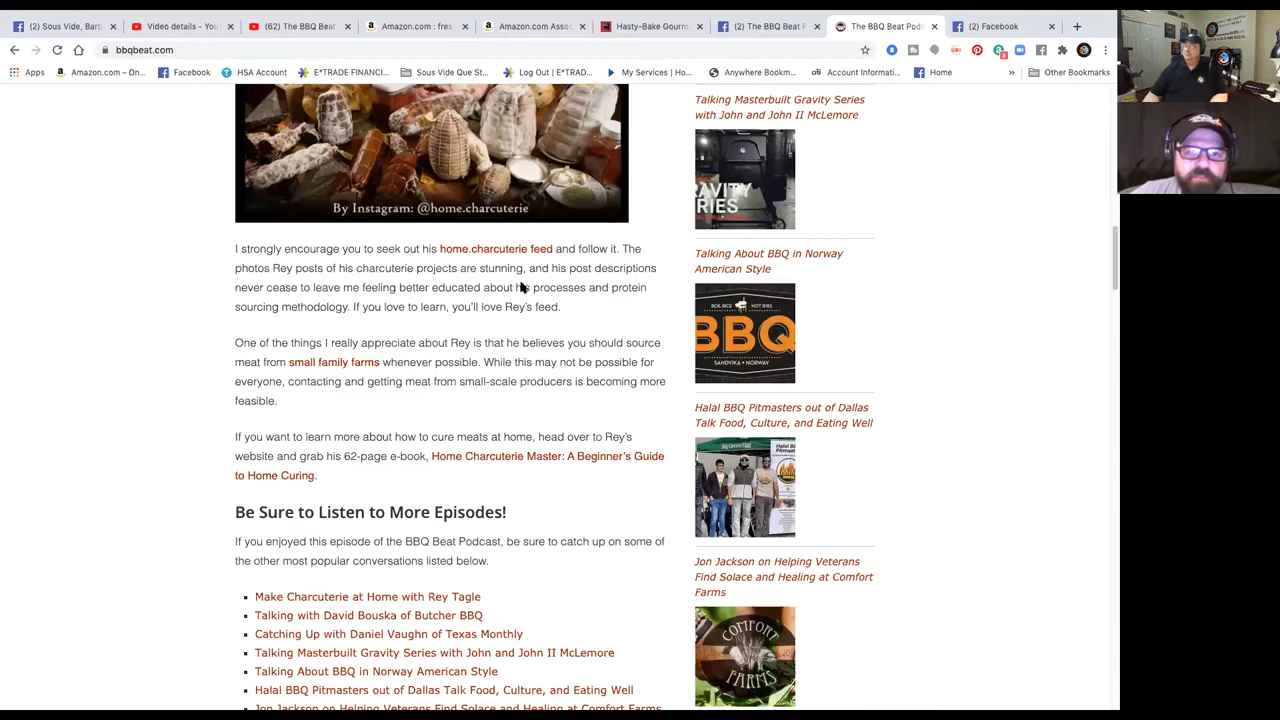 (2) Sous Vide, Barb
Video details - You
(62) The BBQ Beat
Amazon.com : fres
Amazon.com Assoc
Hasty-Bake Gourm
(2) The BBQ Beat P
The BBQ Beat Podc
(2) Facebook
bbqbeat.com
Apps
Amazon.com – On...
Facebook
HSA Account
E*TRADE FINANCI...
Sous Vide Que St...
Log Out | E*TRAD...
My Services | Ho...
Anywhere Bookm...
Account Informati...
Home
»
Other Bookmarks
By Instagram: @home.charcuterie
I strongly encourage you to seek out his home.charcuterie feed and follow it. The
photos Rey posts of his charcuterie projects are stunning, and his post descriptions
never cease to leave me feeling better educated about his processes and protein
sourcing methodology. If you love to learn, you'll love Rey's feed.
One of the things I really appreciate about Rey is that he believes you should source
meat from small family farms whenever possible. While this may not be possible for
everyone, contacting and getting meat from small-scale producers is becoming more
feasible.
If you want to learn more about how to cure meats at home, head over to Rey's
website and grab his 62-page e-book, Home Charcuterie Master: A Beginner's Guide
to Home Curing.
Be Sure to Listen to More Episodes!
If you enjoyed this episode of the BBQ Beat Podcast, be sure to catch up on some of
the other most popular conversations listed below.
Make Charcuterie at Home with Rey Tagle
Talking with David Bouska of Butcher BBQ
Catching Up with Daniel Vaughn of Texas Monthly
Talking Masterbuilt Gravity Series with John and John II McLemore
Talking About BBQ in Norway American Style
Halal BBQ Pitmasters out of Dallas Talk Food, Culture, and Eating Well
Jon Jackson on Helping Veterans Find Solace and Healing at Comfort Farms
Talking Masterbuilt Gravity Series
with John and John II McLemore
RAVITY
RIES
Talking About BBQ in Norway
American Style
BOIL RICE NOT RIBS
BBQ
SANDVIKA • NORWAY
Halal BBQ Pitmasters out of Dallas
Talk Food, Culture, and Eating Well
Jon Jackson on Helping Veterans
Find Solace and Healing at Comfort
Farms
COMFORT
FARMS